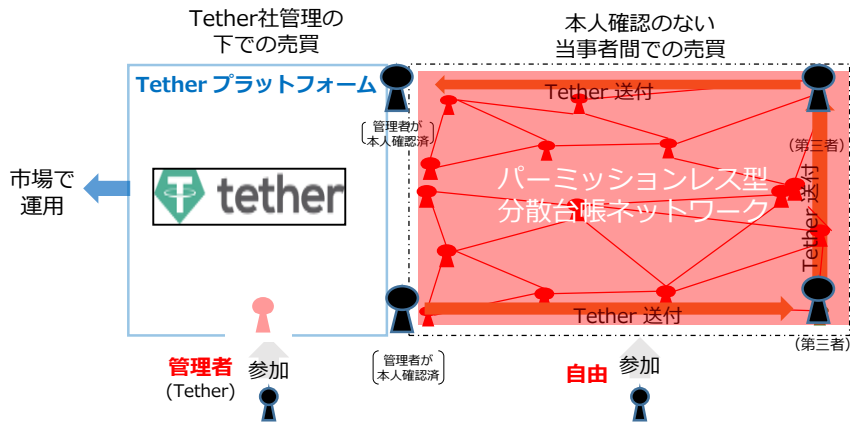 Tether社管理の
下での売買
本人確認のない
当事者間での売買
Tether プラットフォーム
Tether 送付
管理者が
本人確認済
(第三者)
市場で
運用
tether
パーミッションレス型
分散台帳ネットワーク
Tether 送付
Tether 送付
(第三者)
管理者が
本人確認済
管理者
(Tether)
参加
自由
参加